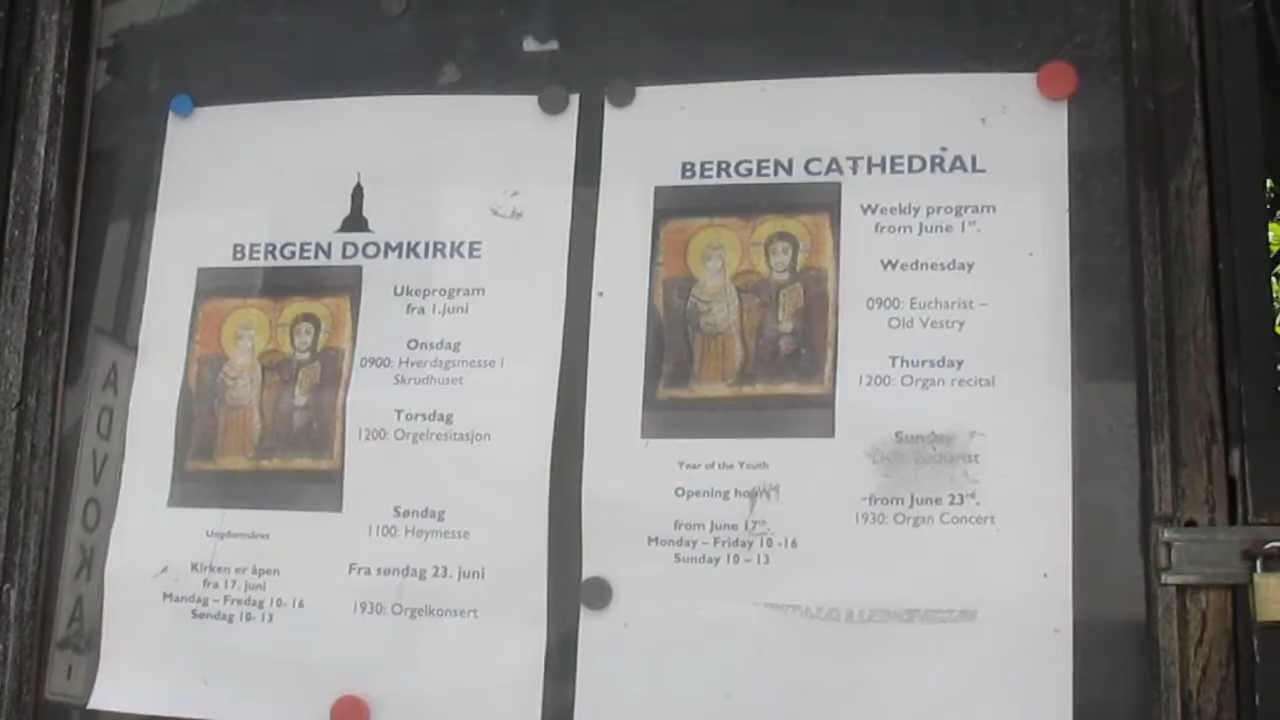 BERGEN DOMKIRKE
Ukeprogram
fra 1.juni
Onsdag
0900: Hverdagsmesse i
Skrudhuset
Torsdag
1200: Orgelresitasjon
Søndag
1100: Høymesse
Fra søndag 23. juni
1930: Orgelkonsert
Ungdomsåret
Kirken er åpen
fra 17. juni
Mandag – Fredag 10- 16
Søndag 10- 13
BERGEN CATHEDRAL
Weekly program
from June 1st.
Wednesday
0900: Eucharist –
Old Vestry
Thursday
1200: Organ recital
Sunday
Eucharist
from June 23rd.
1930: Organ Concert
Year of the Youth
Opening hours
from June 17th.
Monday – Friday 10 -16
Sunday 10 – 13
ADVOKA